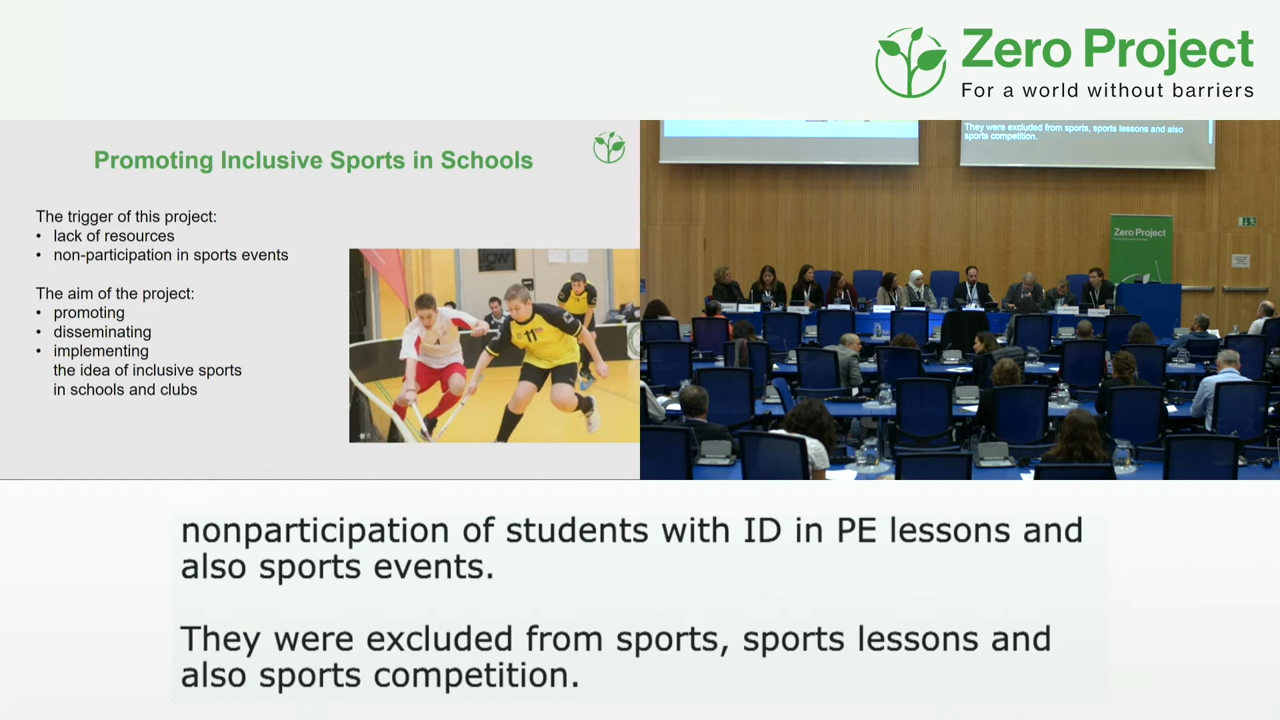 Zero Project
For a world without barriers
Promoting Inclusive Sports in Schools
The trigger of this project:
• lack of resources
• non-participation in sports events
The aim of the project:
• promoting
• disseminating
• implementing
the idea of inclusive sports
in schools and clubs
11
They were excluded from sports, sports lessons and also
sports competition.
Zero Project
nonparticipation of students with ID in PE lessons and
also sports events.
They were excluded from sports, sports lessons and
also sports competition.